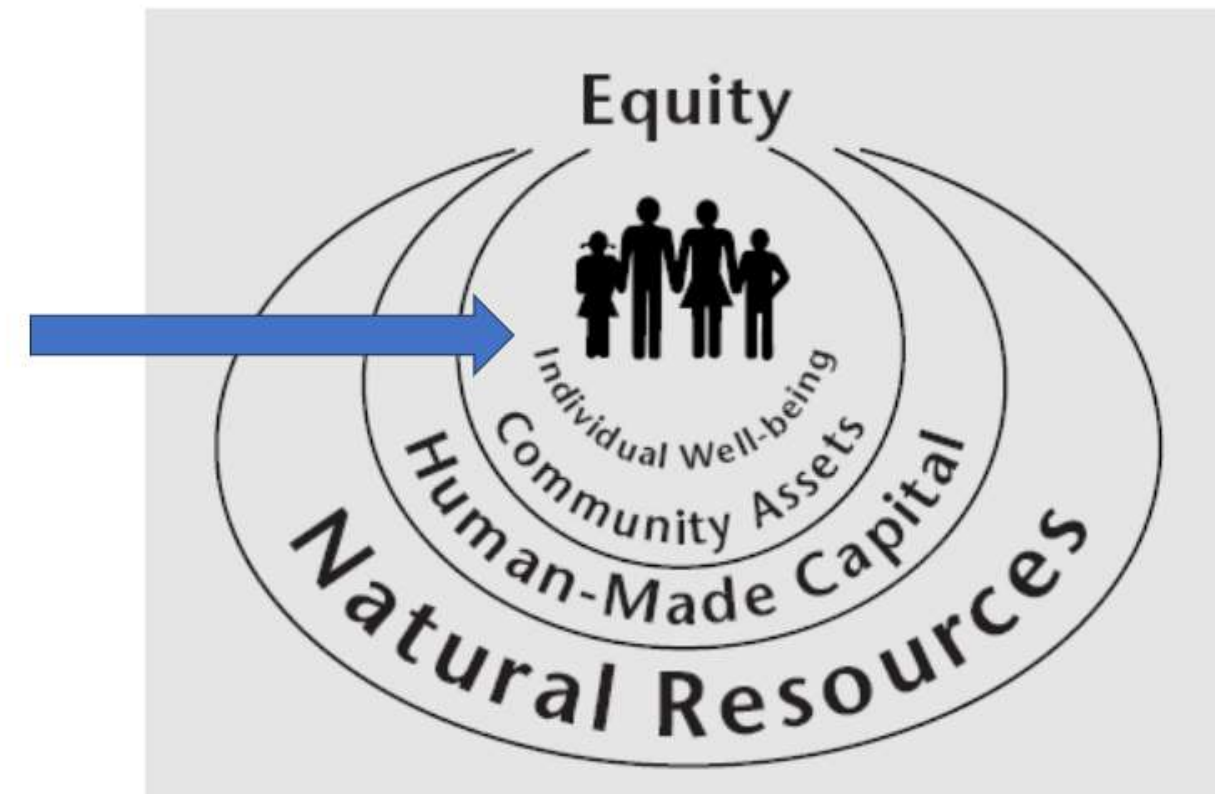 Equity
Individual Well-being
Community Assets
Human-Made Capital
Natural Resources